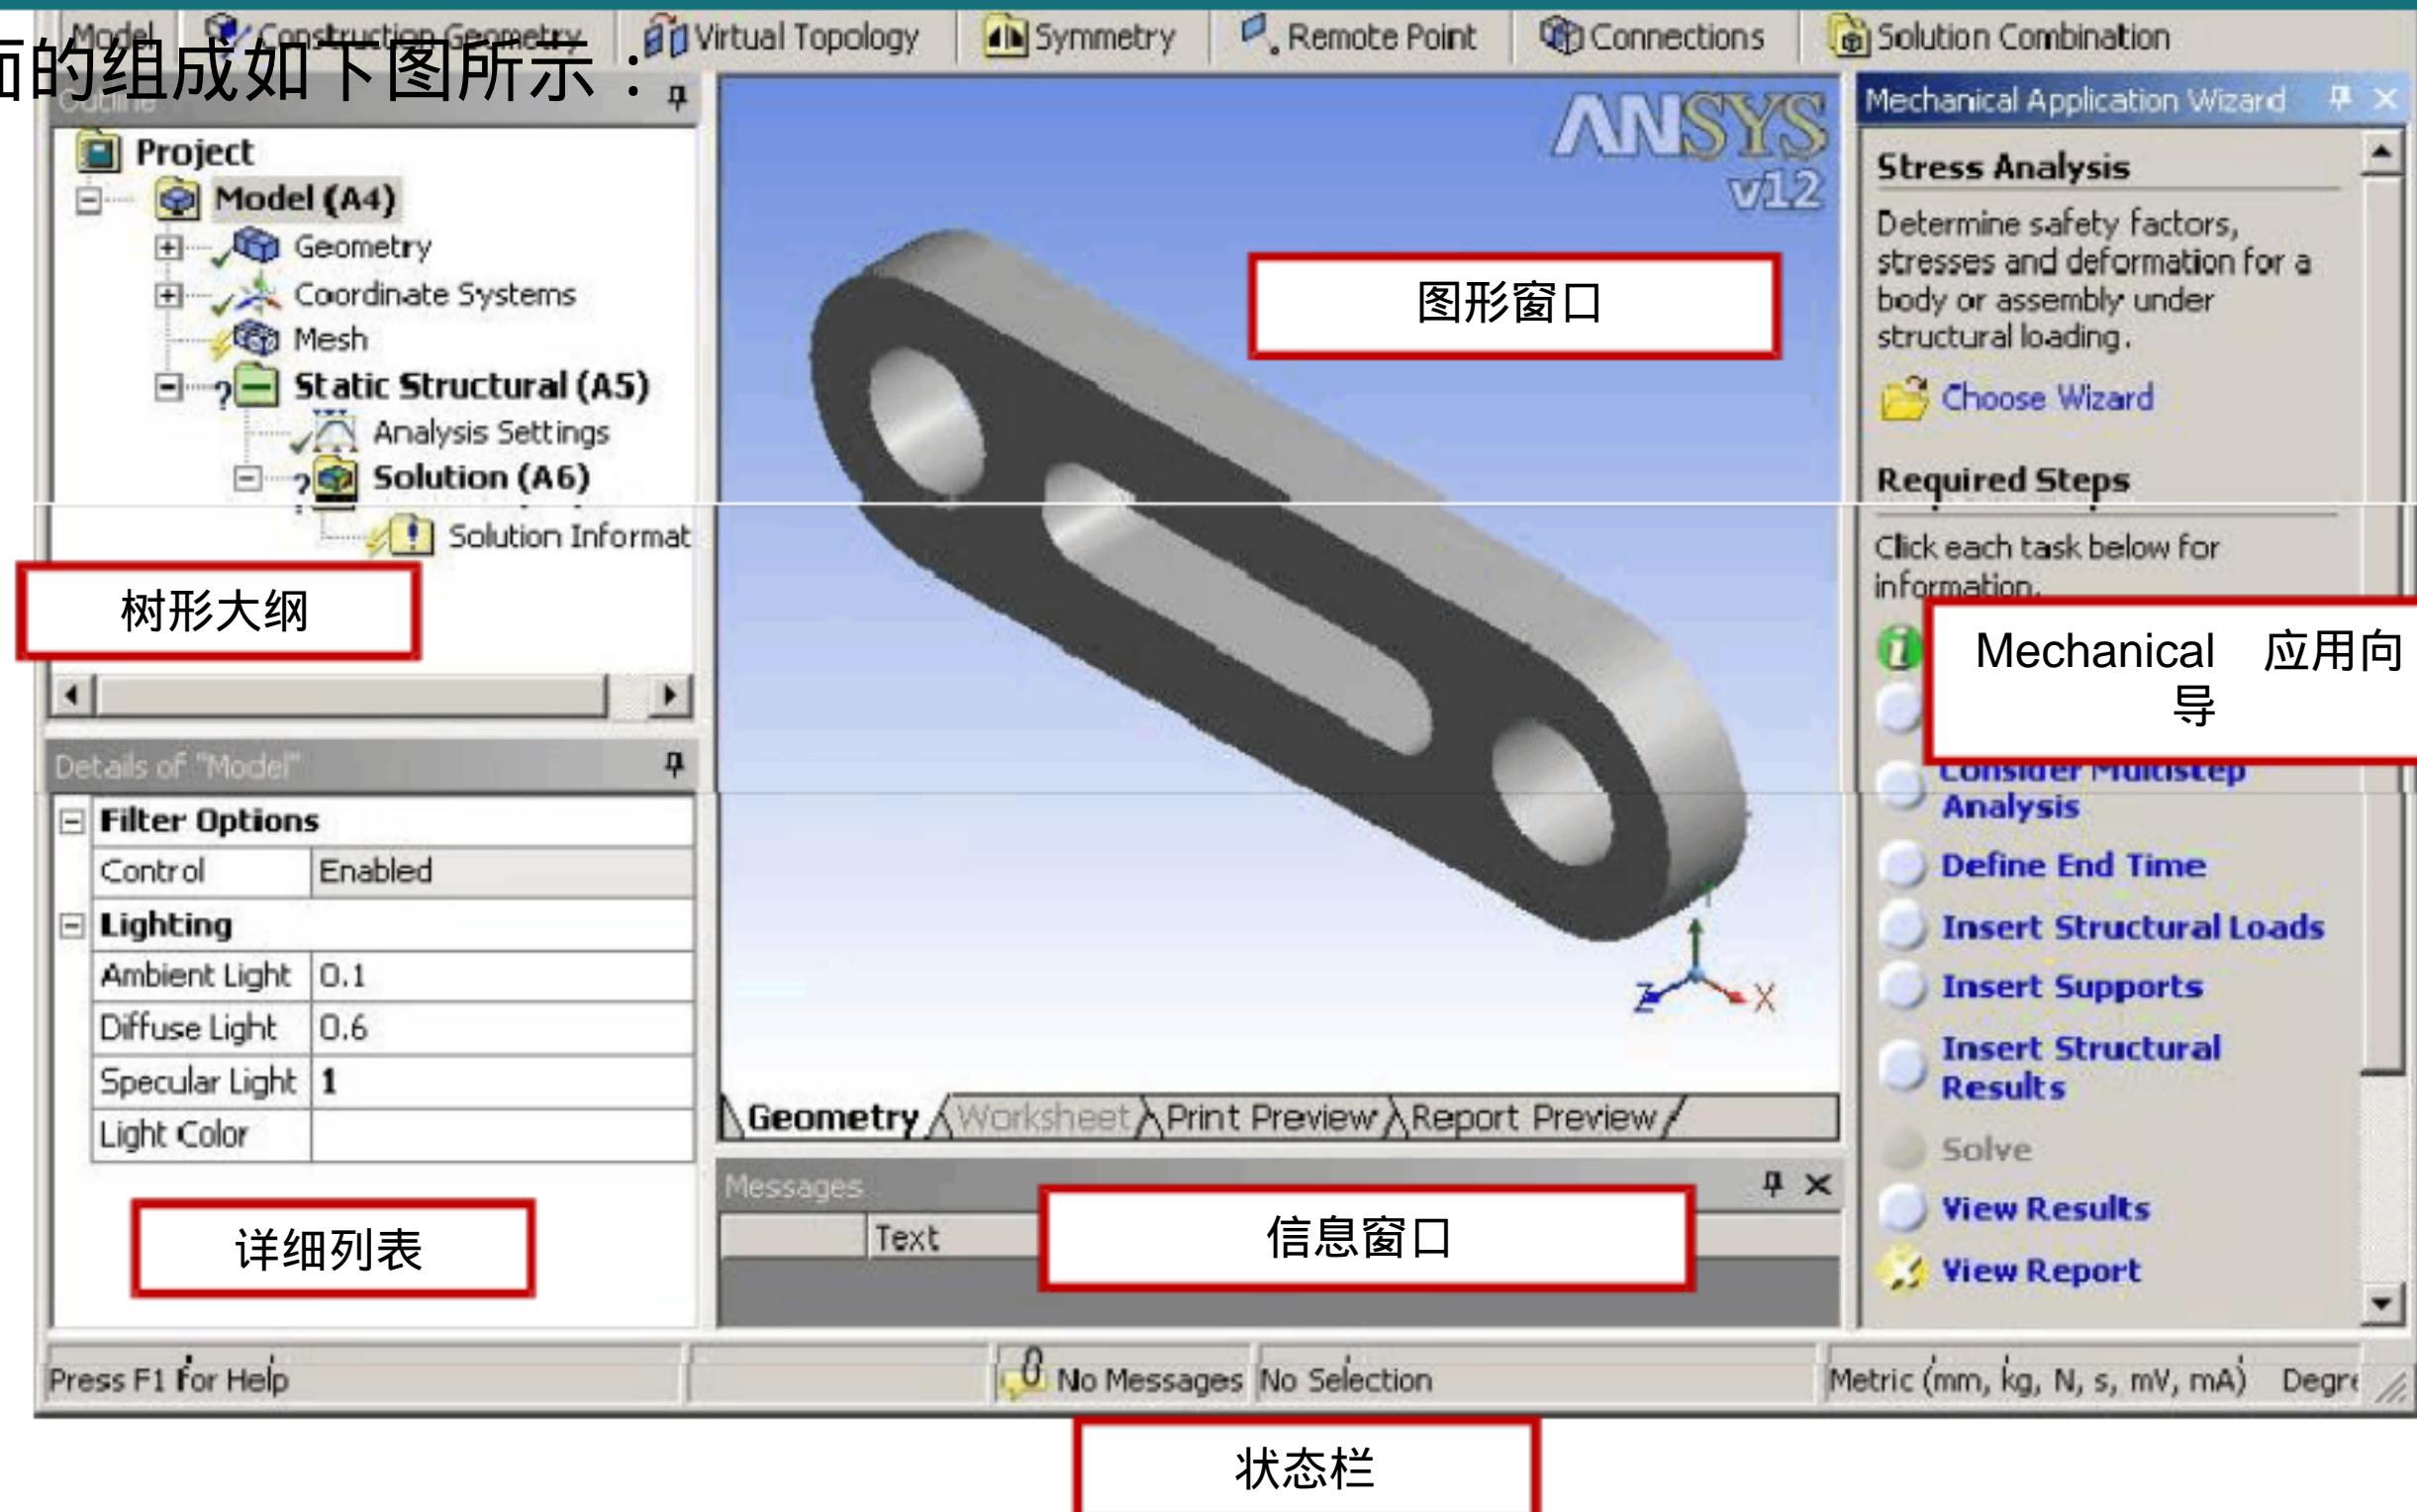 Model Construction Geometry Virtual Topology Symmetry Remote Point Connections Solution Combination
面的组成如下图所示：
Outline
Project
Model (A4)
Geometry
Coordinate Systems
Mesh
Static Structural (A5)
Analysis Settings
Solution (A6)
Solution Informat
树形大纲
Details of "Model"
Filter Options
Control Enabled
Lighting
Ambient Light 0.1
Diffuse Light 0.6
Specular Light 1
Light Color
详细列表
ANSYS
v12
图形窗口
Z X
Geometry Worksheet Print Preview Report Preview
Messages
Text
信息窗口
Mechanical Application Wizard
Stress Analysis
Determine safety factors,
stresses and deformation for a
body or assembly under
structural loading.
Choose Wizard
Required Steps
Click each task below for
information.
Mechanical 应用向
导
Consider Multistep
Analysis
Define End Time
Insert Structural Loads
Insert Supports
Insert Structural
Results
Solve
View Results
View Report
Press F1 for Help No Messages No Selection Metric (mm, kg, N, s, mV, mA) Degre
状态栏